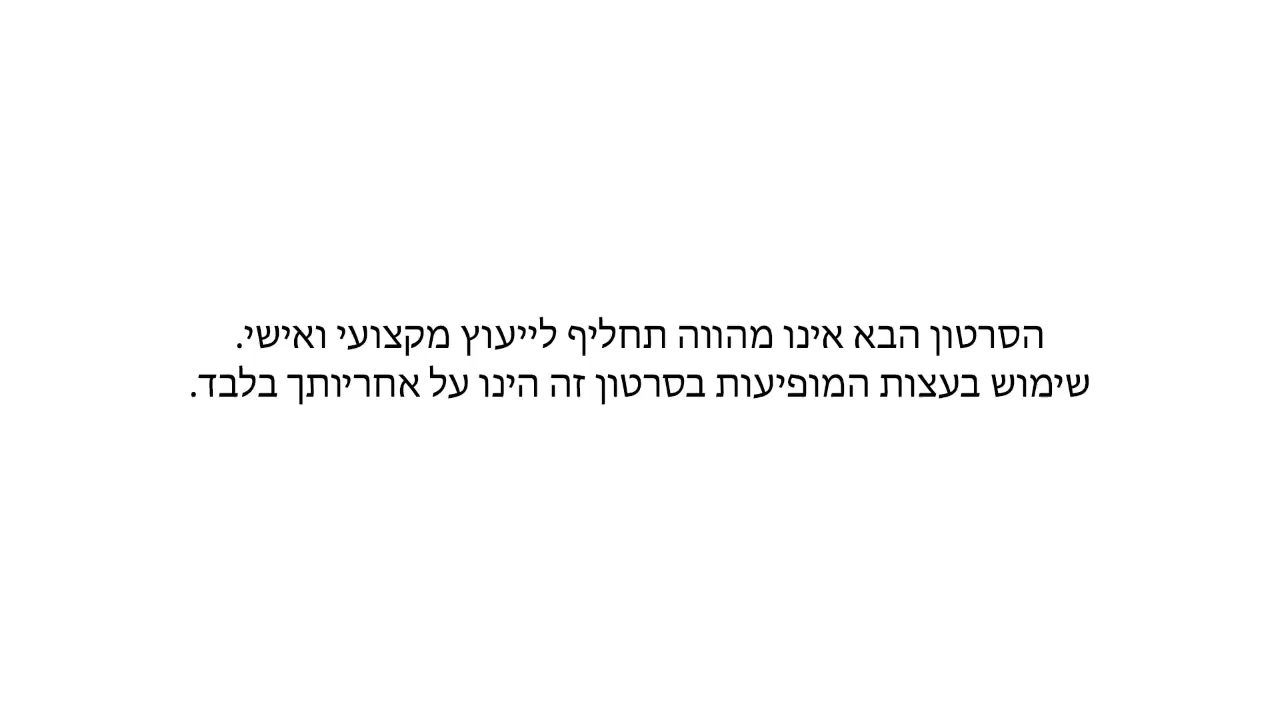 הסרטון הבא אינו מהווה תחליף לייעוץ מקצועי ואישי.
שימוש בעצות המופיעות בסרטון זה הינו על אחריותך בלבד.